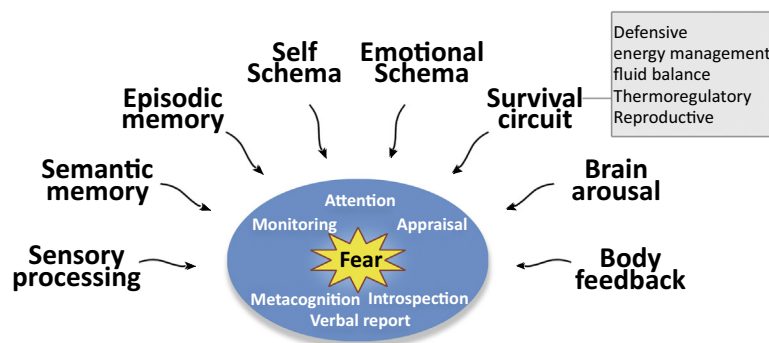 Self
Schema
Emotional
Schema
Defensive
energy management
fluid balance
Thermoregulatory
Reproductive
Episodic
memory
Survival
circuit
Semantic
memory
Brain
arousal
Sensory
processing
Body
feedback
Attention
Monitoring
Appraisal
Fear
Metacognition
Introspection
Verbal report